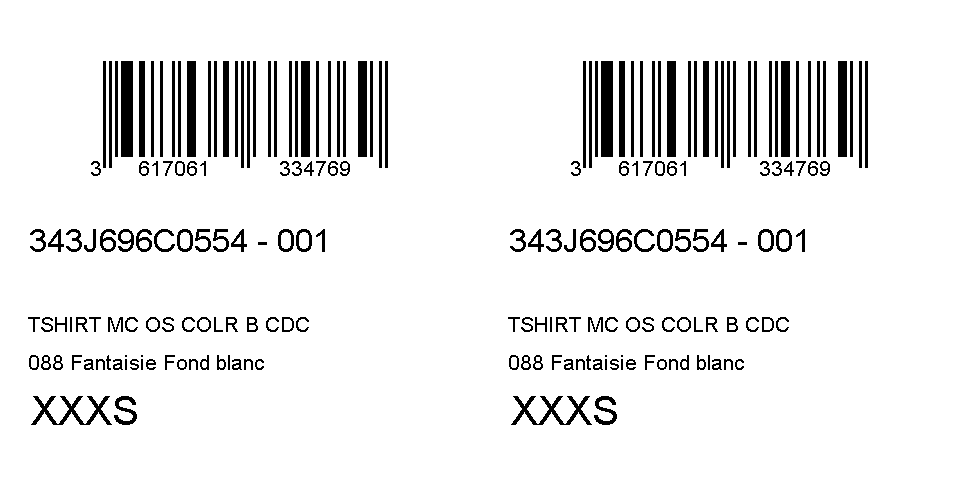 3 617061 334769
343J696C0554 - 001
TSHIRT MC OS COLR B CDC
088 Fantaisie Fond blanc
XXXS
3 617061 334769
343J696C0554 - 001
TSHIRT MC OS COLR B CDC
088 Fantaisie Fond blanc
XXXS